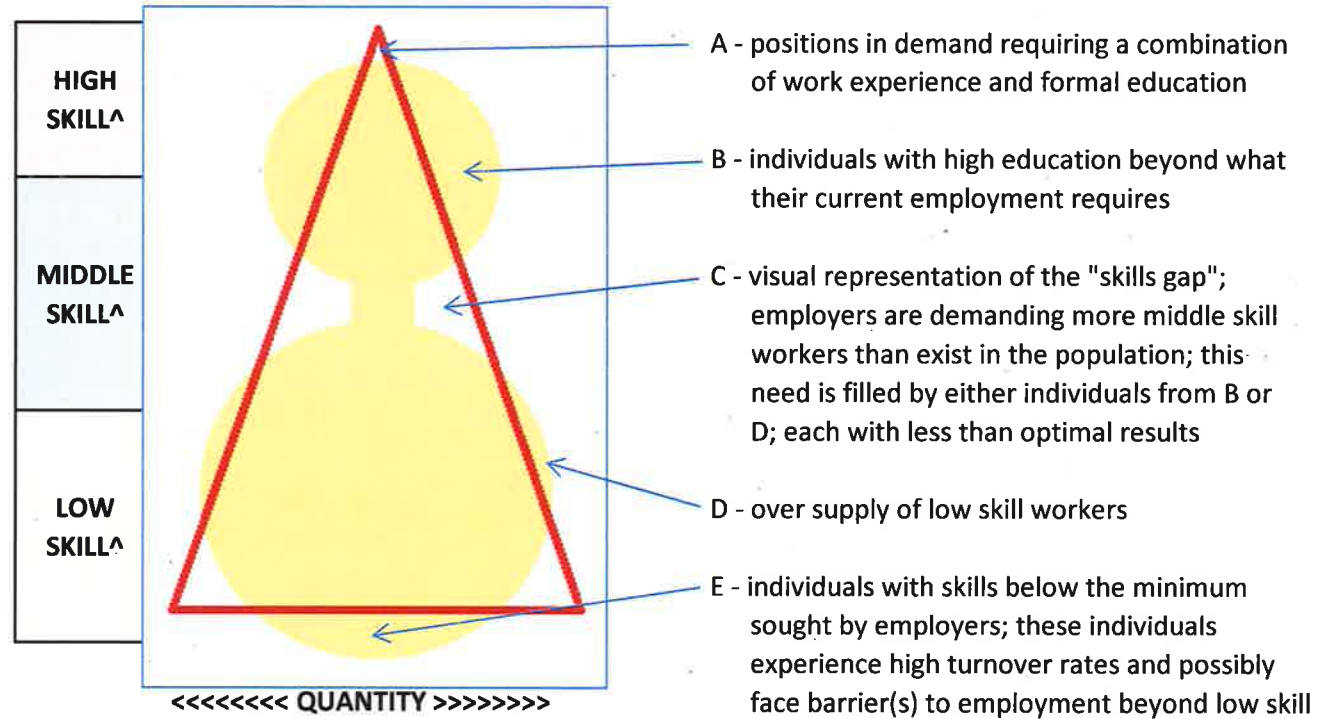 HIGH
SKILL^
MIDDLE
SKILL^
LOW
SKILL^
<<<<<<<< QUANTITY >>>>>>>>
A - positions in demand requiring a combination
of work experience and formal education
B - individuals with high education beyond what
their current employment requires
C - visual representation of the "skills gap";
employers are demanding more middle skill
workers than exist in the population; this
need is filled by either individuals from B or
D; each with less than optimal results
D - over supply of low skill workers
E - individuals with skills below the minimum
sought by employers; these individuals
experience high turnover rates and possibly
face barrier(s) to employment beyond low skill